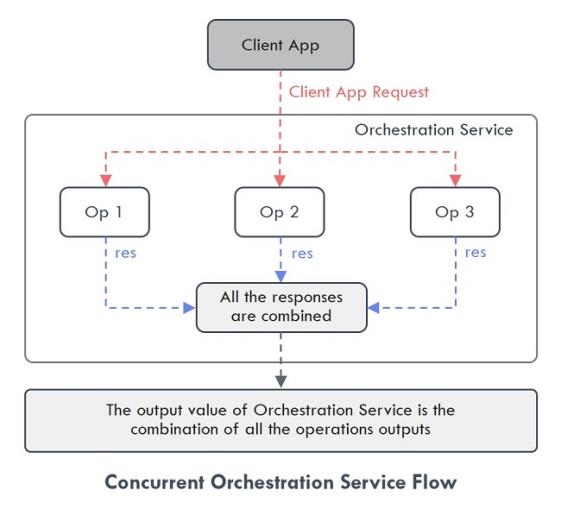 Client App
Client App Request
Orchestration Service
Op 1
Op 2
Op 3
res
res
res
All the responses
are combined
The output value of Orchestration Service is the
combination of all the operations outputs
Concurrent Orchestration Service Flow